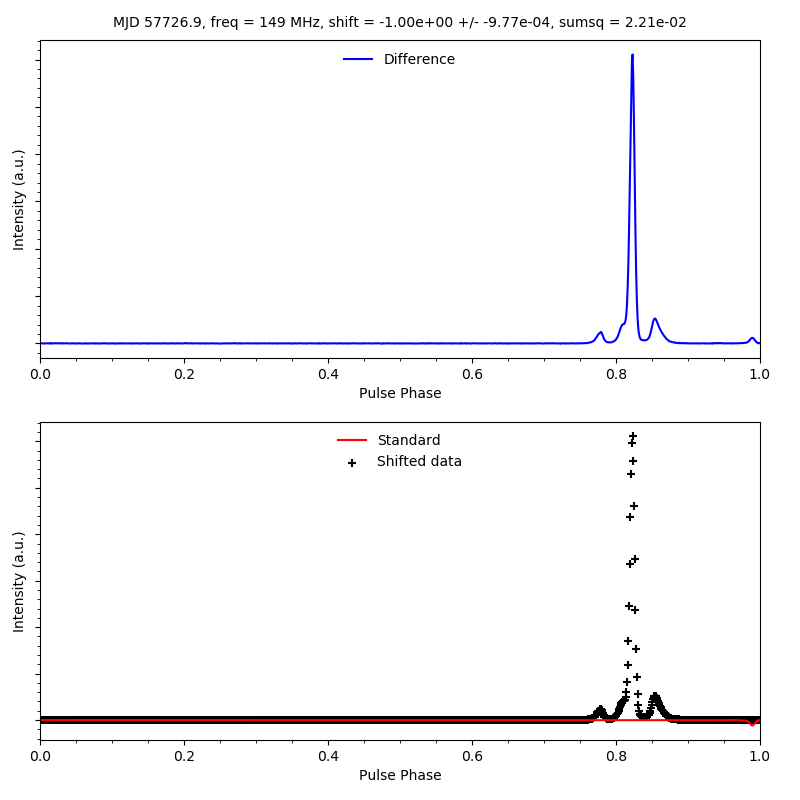 MJD 57726.9, freq = 149 MHz, shift = -1.00e+00 +/- -9.77e-04, sumsq = 2.21e-02
Difference
Intensity (a.u.)
0.0 0.2 0.4 0.6 0.8 1.0
Pulse Phase
Standard
Shifted data
Intensity (a.u.)
0.0 0.2 0.4 0.6 0.8 1.0
Pulse Phase